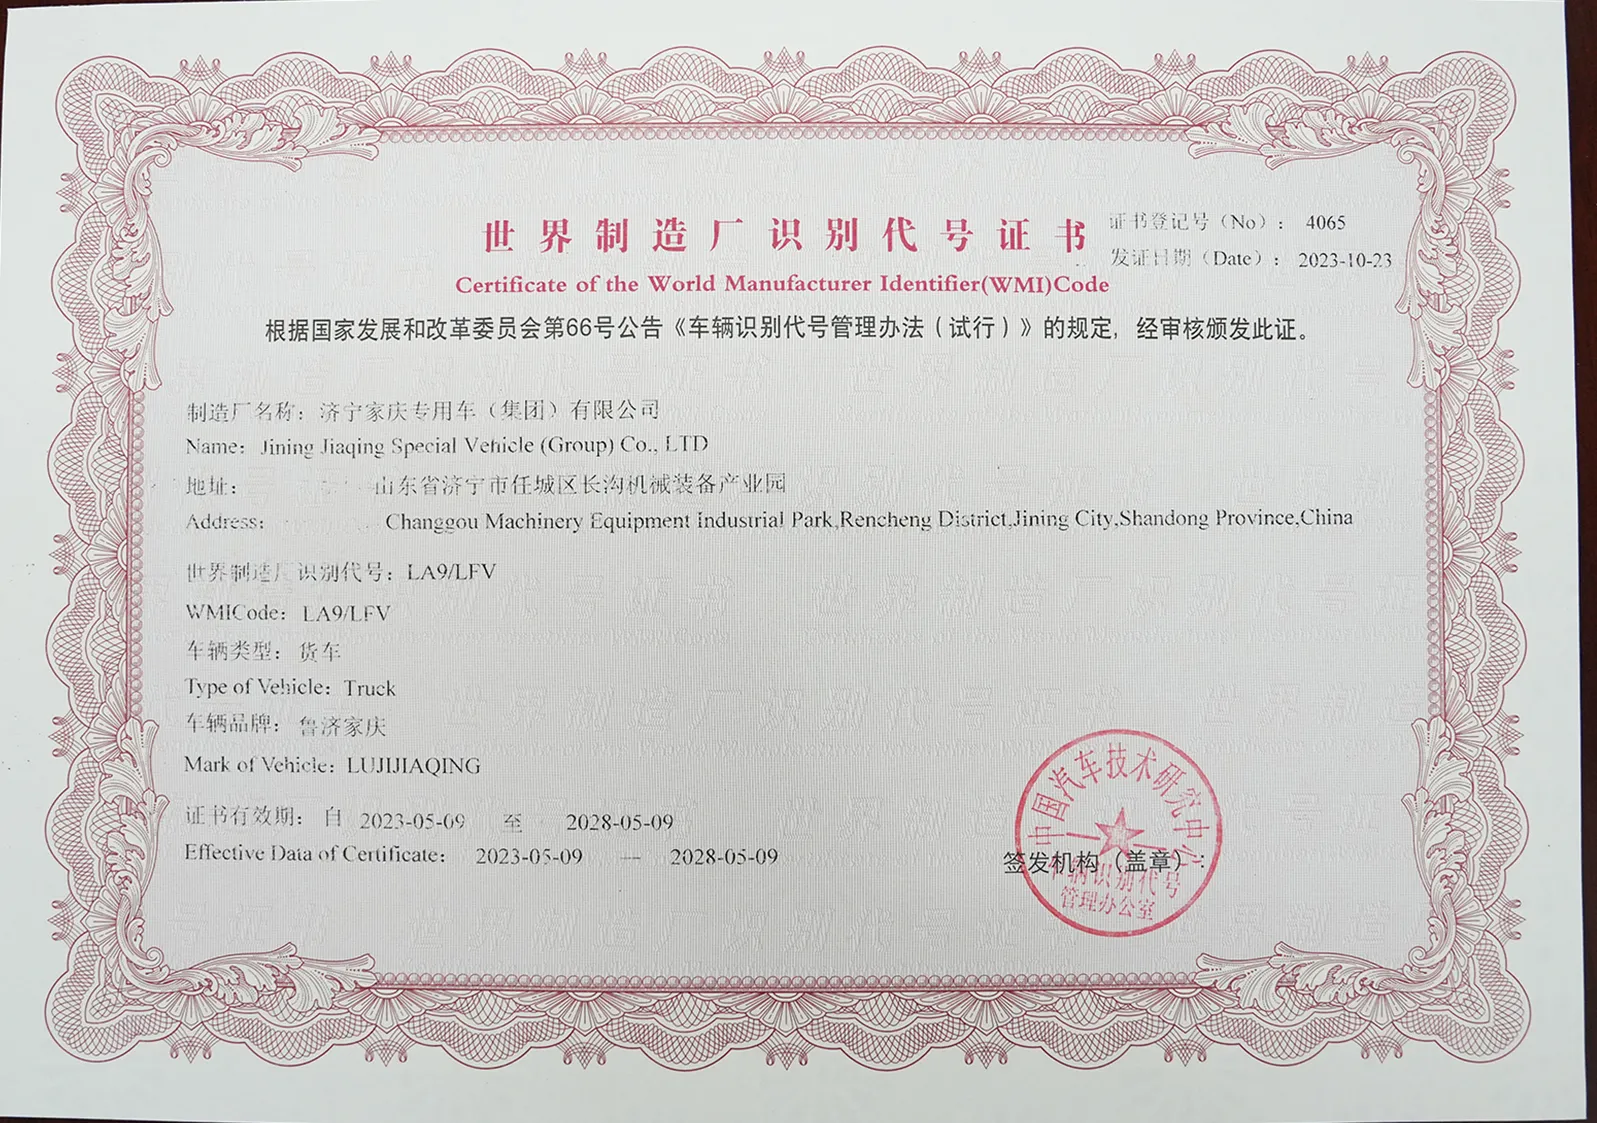 世界制造厂识别代号证书
证书登记号（No）： 4065
发证日期（Date）： 2023-10-23
Certificate of the World Manufacturer Identifier(WMI)Code
根据国家发展和改革委员会第66号公告《车辆识别代号管理办法（试行）》的规定，经审核颁发此证。
制造厂名称：济宁家庆专用车（集团）有限公司
Name：Jining Jiaqing Special Vehicle (Group) Co., LTD
地址： 山东省济宁市任城区长沟机械装备产业园
Address： Changgou Machinery Equipment Industrial Park,Rencheng District,Jining City,Shandong Province,China
世界制造厂识别代号：LA9/LFV
WMICode： LA9/LFV
车辆类型： 货车
Type of Vehicle：Truck
车辆品牌： 鲁济家庆
Mark of Vehicle：LUJIJIAQING
证书有效期： 自 2023-05-09 至 2028-05-09
Effective Data of Certificate： 2023-05-09 — 2028-05-09
中国汽车技术研究中心
签发机构（盖章）：
车辆识别代号
管理办公室